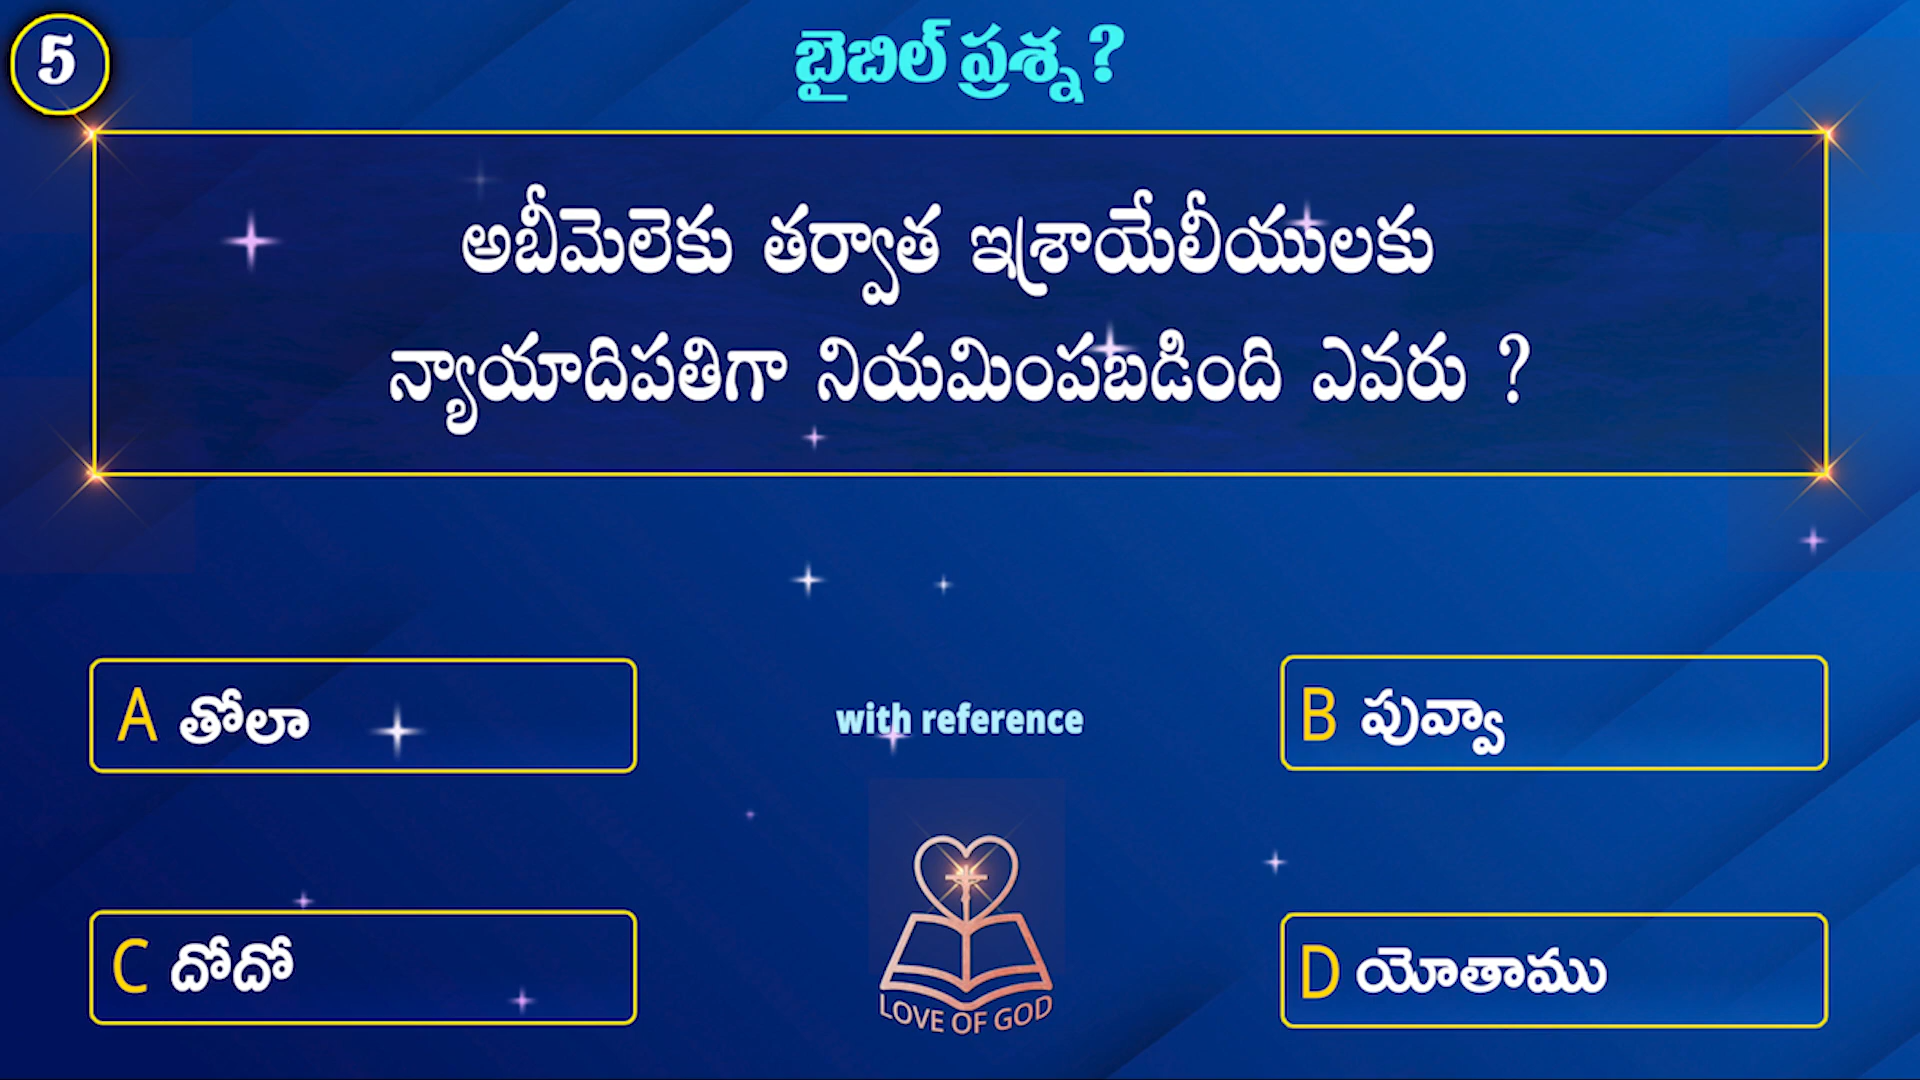 5
బైబిల్ ప్రశ్న?
అబీమెలెకు తర్వాత ఇశ్రాయేలీయులకు
న్యాయాదిపతిగా నియమింపబడింది ఎవరు ?
A తోలా
with reference
B పువ్వా
C దోదో
D యోతాము
LOVE OF GOD